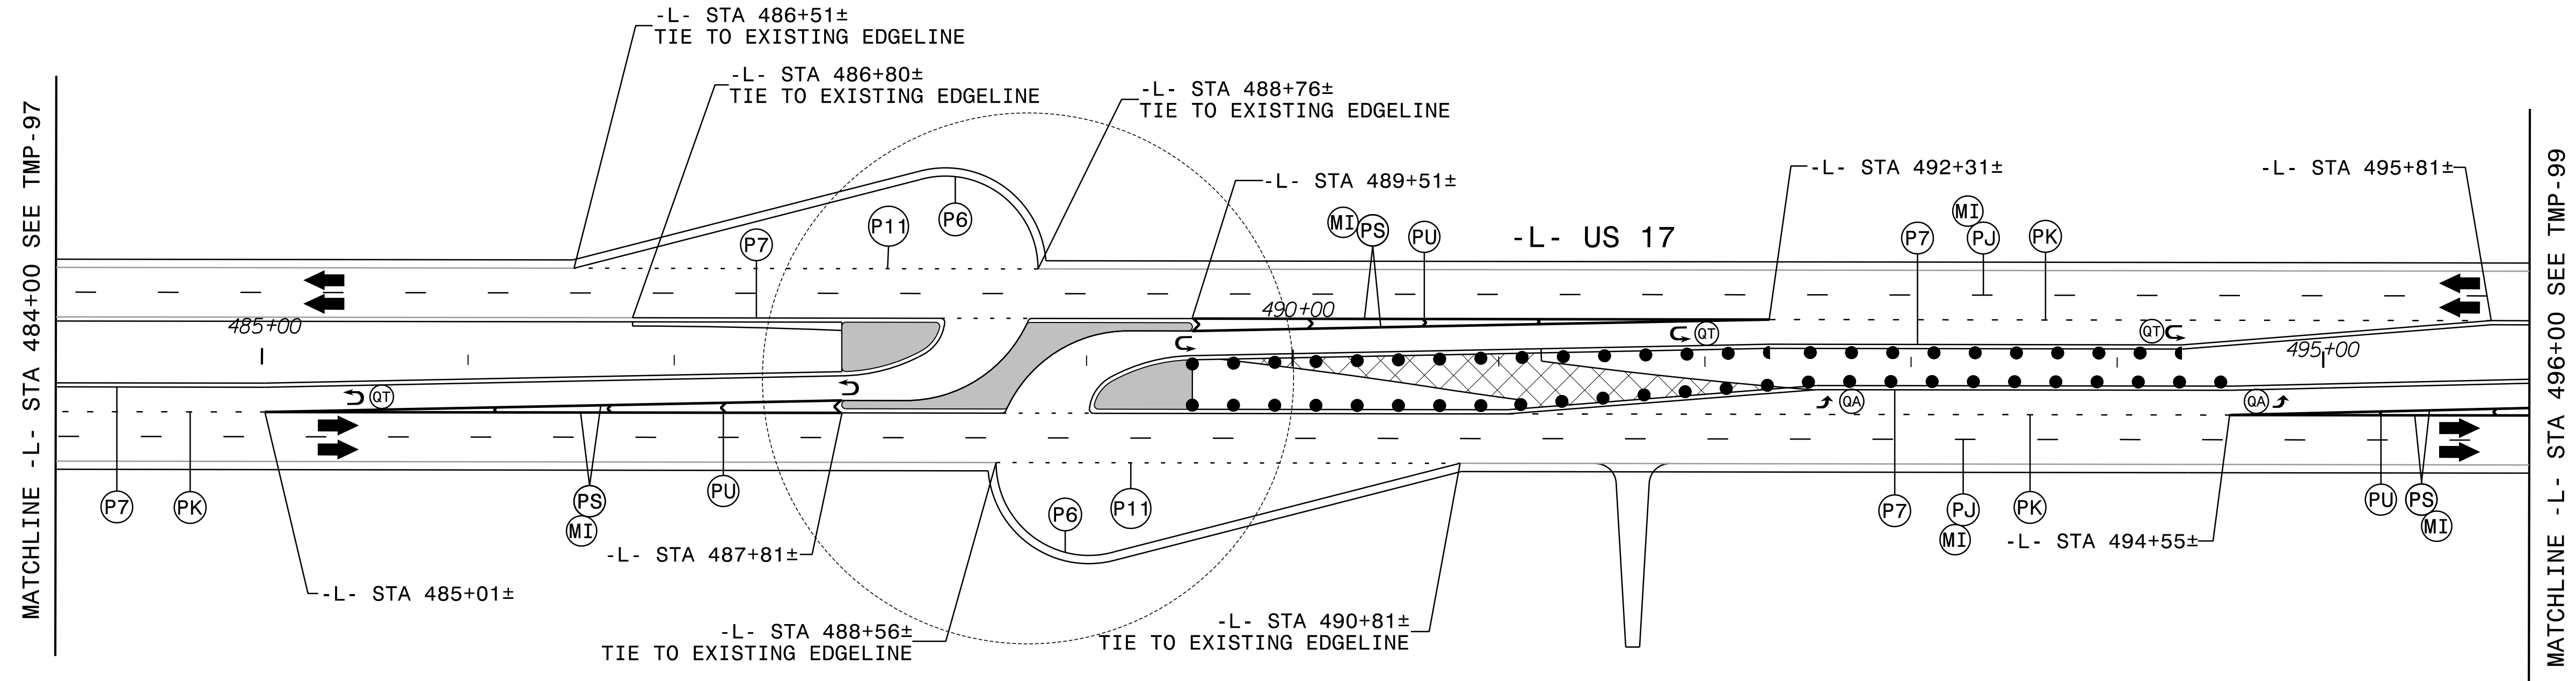 -L- STA 486+51±
TIE TO EXISTING EDGELINE
-L- STA 486+80±
TIE TO EXISTING EDGELINE
-L- STA 488+76±
TIE TO EXISTING EDGELINE
-L- STA 489+51±
-L- STA 492+31±
-L- STA 495+81±
MATCHLINE -L- STA 484+00 SEE TMP-97
MATCHLINE -L- STA 496+00 SEE TMP-99
P7
P11
P6
MI
PS
PU
-L- US 17
P7
MI
PJ
PK
485+00
490+00
495+00
QT
QT
QT
QA
QA
P7
PK
PS
MI
PU
P6
P11
P7
PJ
MI
PK
PU
PS
MI
-L- STA 494+55±
-L- STA 487+81±
-L- STA 485+01±
-L- STA 488+56±
TIE TO EXISTING EDGELINE
-L- STA 490+81±
TIE TO EXISTING EDGELINE